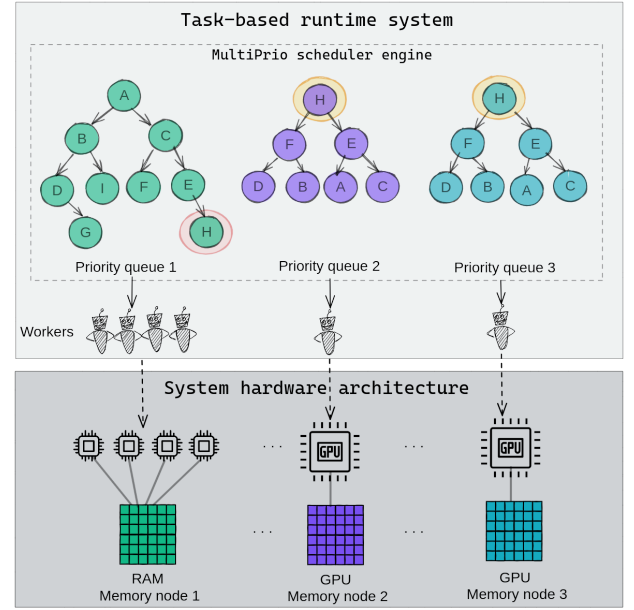 Task-based runtime system
MultiPrio scheduler engine
A
B C
D I F E
G H
H
F E
D B A C
H
F E
D B A C
Priority queue 1
Priority queue 2
Priority queue 3
Workers
System hardware architecture
... GPU ... GPU
... ...
RAM
Memory node 1
GPU
Memory node 2
GPU
Memory node 3